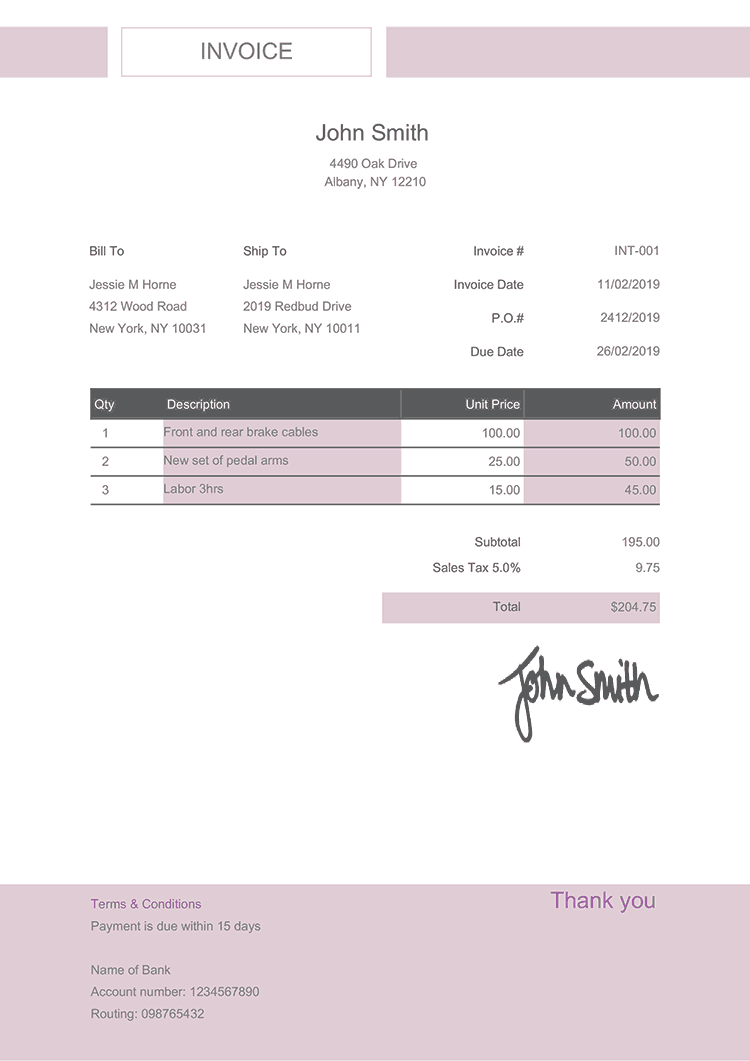 INVOICE
John Smith
4490 Oak Drive
Albany, NY 12210
Bill To
Jessie M Horne
4312 Wood Road
New York, NY 10031
Ship To
Jessie M Horne
2019 Redbud Drive
New York, NY 10011
Invoice # INT-001
Invoice Date 11/02/2019
P.O.# 2412/2019
Due Date 26/02/2019
Qty Description Unit Price Amount
1 Front and rear brake cables 100.00 100.00
2 New set of pedal arms 25.00 50.00
3 Labor 3hrs 15.00 45.00
Subtotal 195.00
Sales Tax 5.0% 9.75
Total $204.75
John Smith
Terms & Conditions
Payment is due within 15 days
Thank you
Name of Bank
Account number: 1234567890
Routing: 098765432